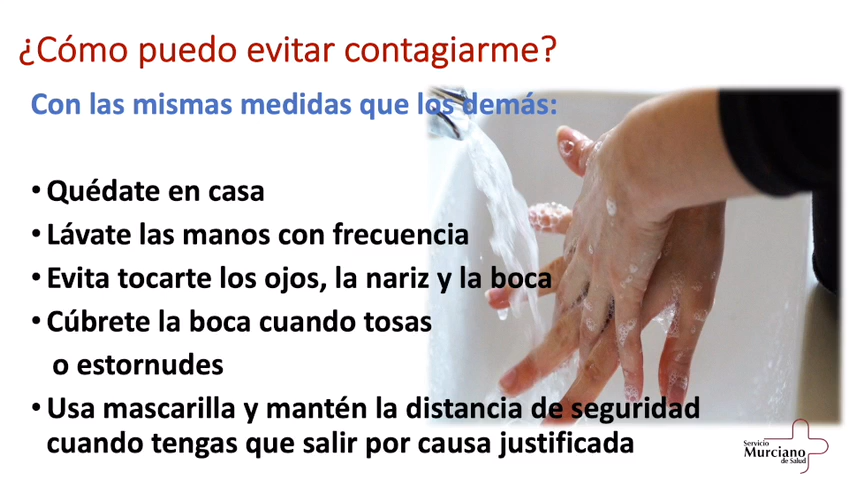 ¿Cómo puedo evitar contagiarme?
Con las mismas medidas que los demás:
• Quédate en casa
• Lávate las manos con frecuencia
• Evita tocarte los ojos, la nariz y la boca
• Cúbrete la boca cuando tosas
o estornudes
• Usa mascarilla y mantén la distancia de seguridad
cuando tengas que salir por causa justificada
Servicio
Murciano
de Salud